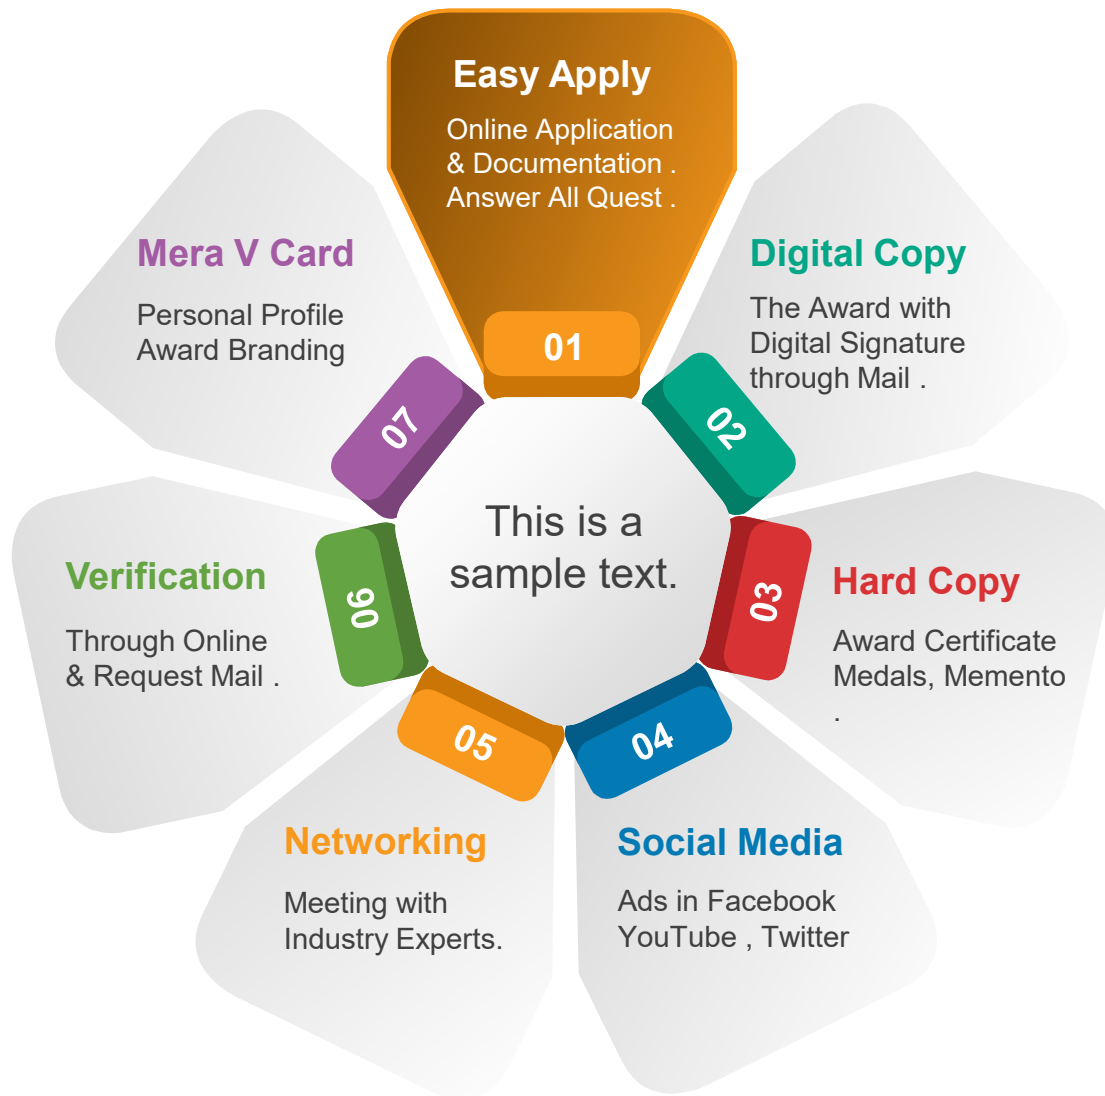 Easy Apply
Online Application
& Documentation .
Answer All Quest .
01
Digital Copy
The Award with
Digital Signature
through Mail .
02
Hard Copy
Award Certificate
Medals, Memento
.
03
Social Media
Ads in Facebook
YouTube , Twitter
04
Networking
Meeting with
Industry Experts.
05
Verification
Through Online
& Request Mail .
06
Mera V Card
Personal Profile
Award Branding
07
This is a
sample text.